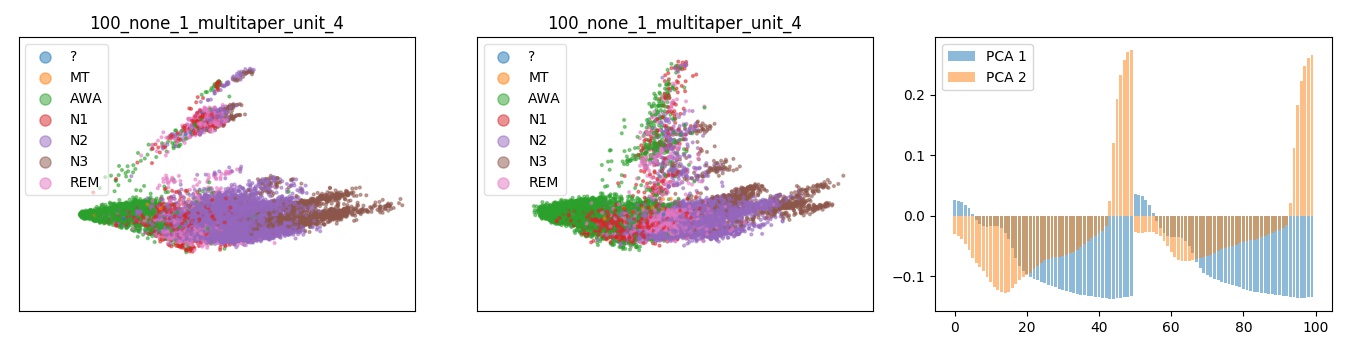 100_none_1_multitaper_unit_4
?
MT
AWA
N1
N2
N3
REM
100_none_1_multitaper_unit_4
?
MT
AWA
N1
N2
N3
REM
PCA 1
PCA 2
0.2
0.1
0.0
−0.1
0 20 40 60 80 100